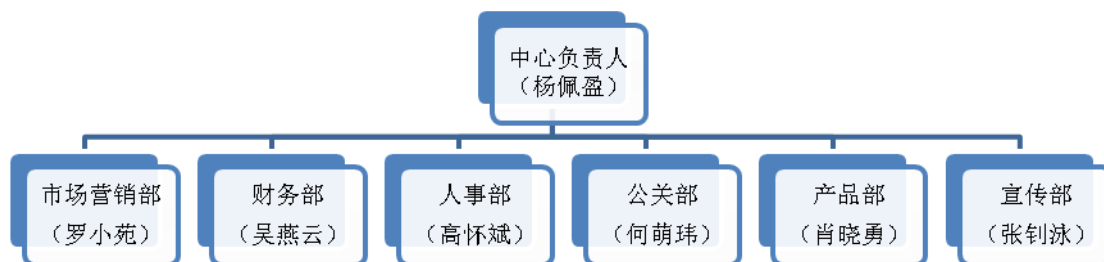 中心负责人
（杨佩盈）
市场营销部
（罗小苑）
财务部
（吴燕云）
人事部
（高怀斌）
公关部
（何萌玮）
产品部
（肖晓勇）
宣传部
（张钊泳）